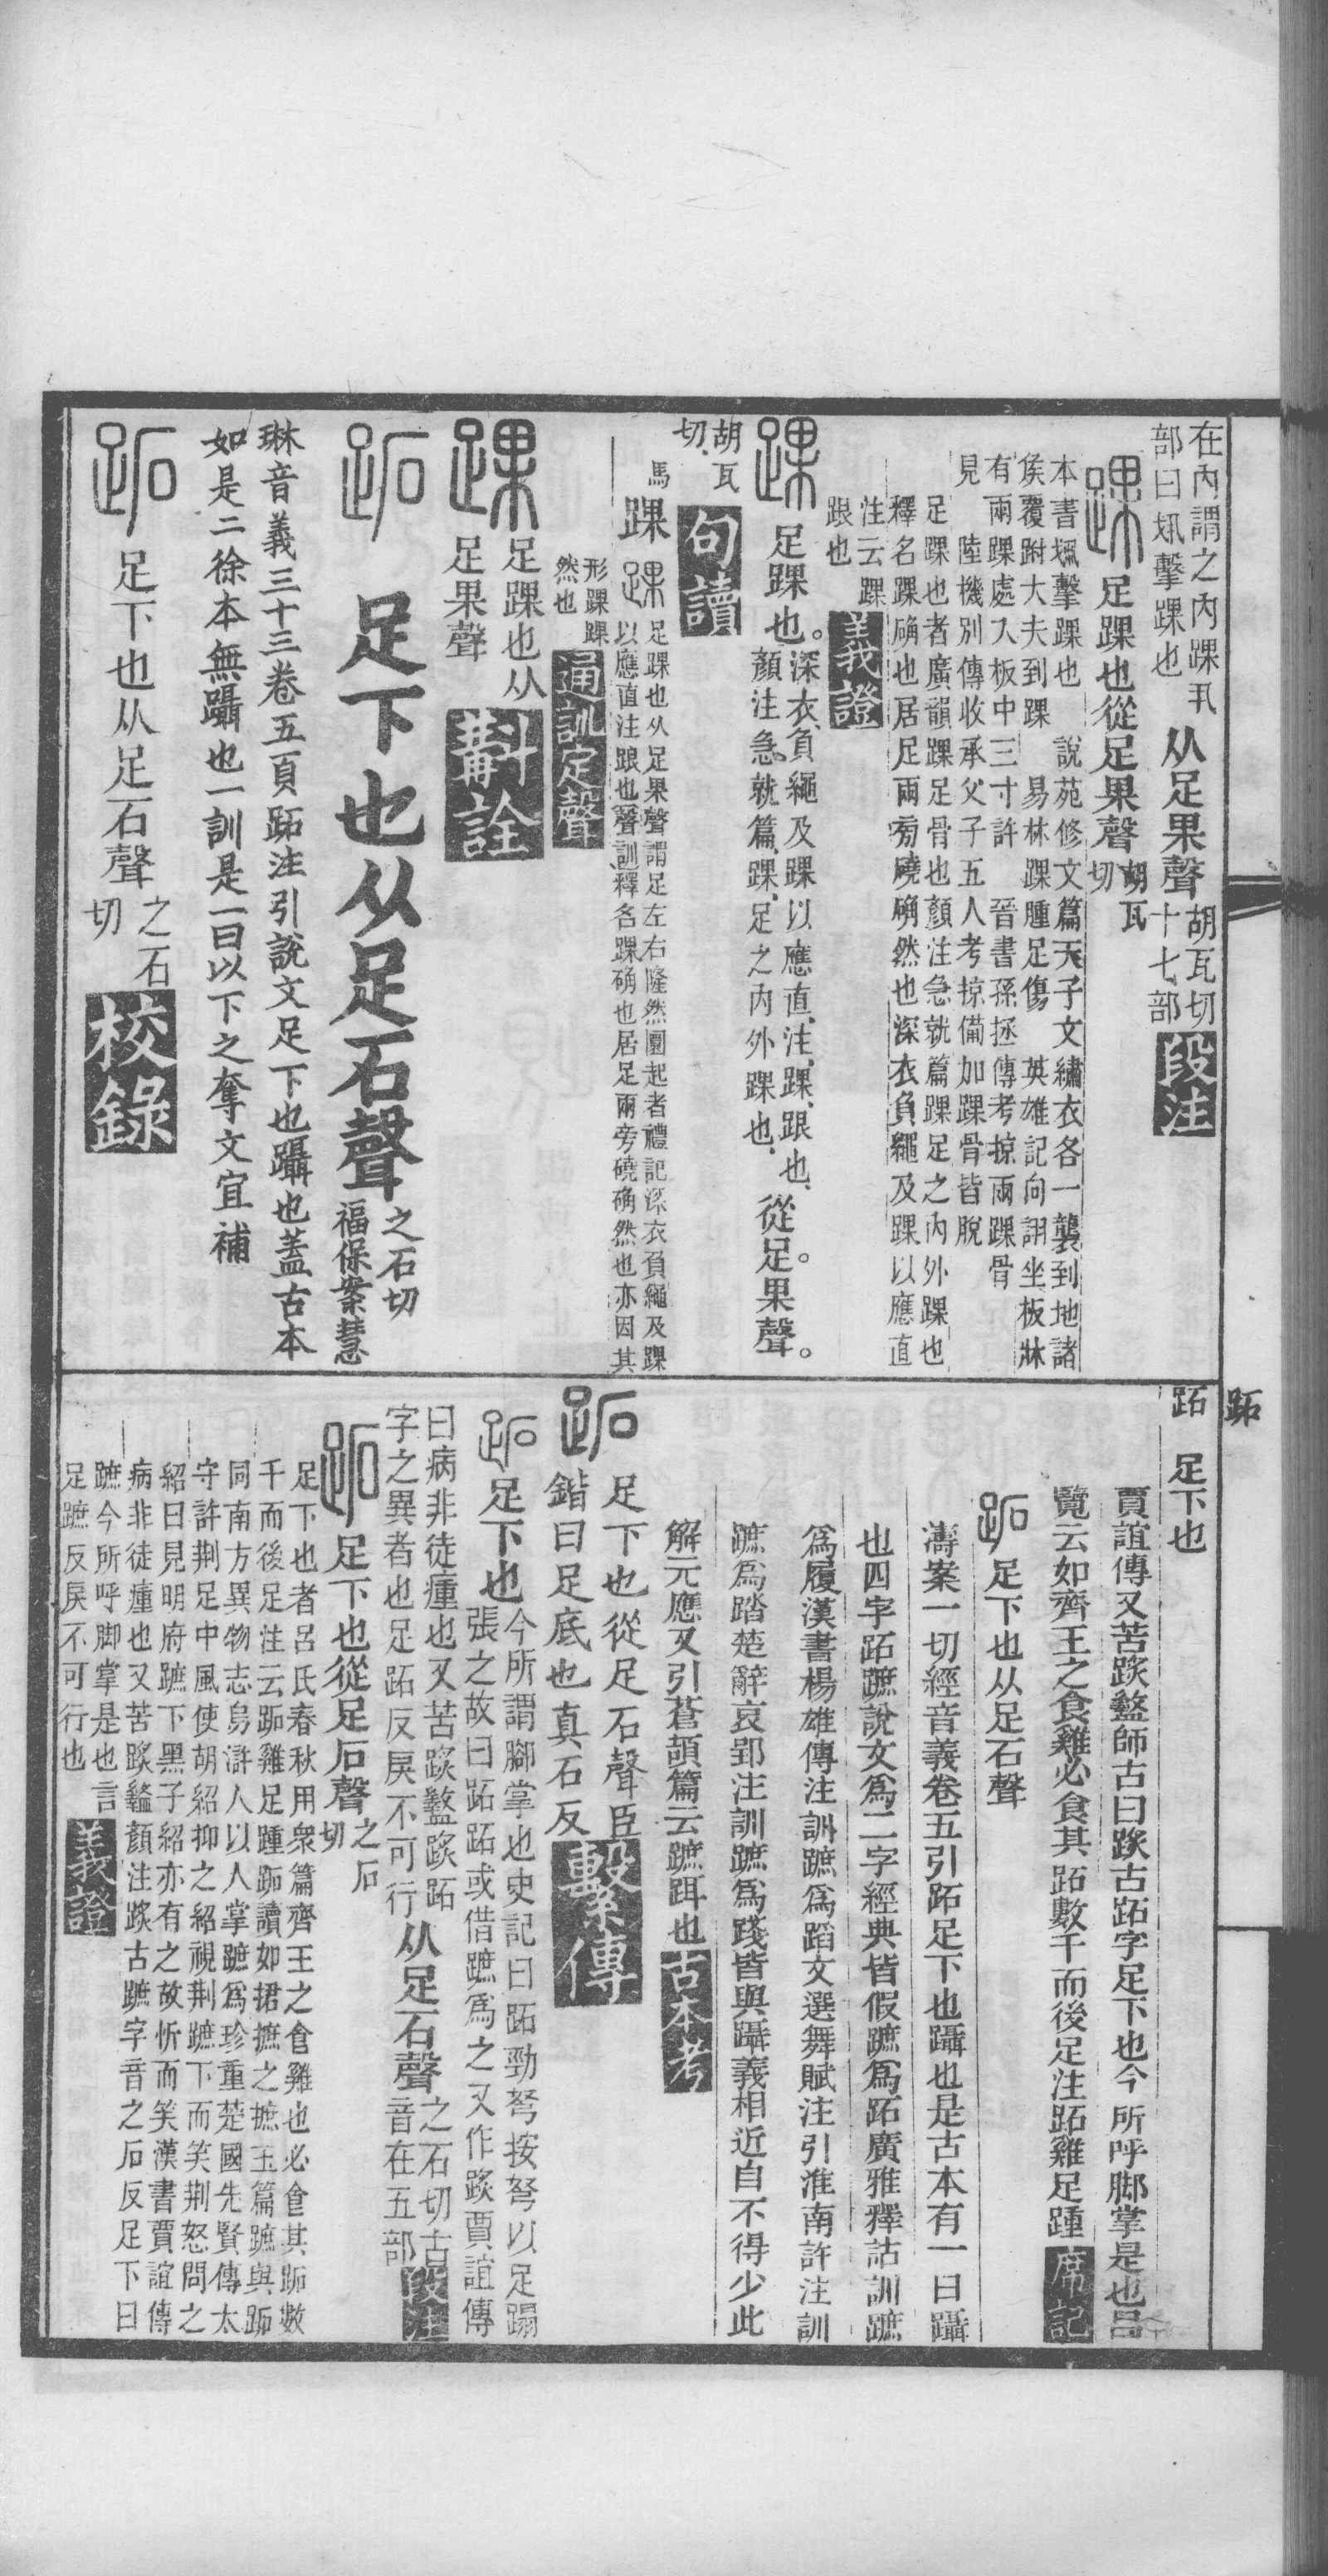 在內謂之內踝丮
部曰𡖊擊踝也
从足果聲
胡瓦切
十七部
段注
足踝也從足果聲
胡瓦
切
本書𡖊擊踝也 說苑修文篇天子文繡衣各一襲到地諸
侯覆跗大夫到踝 易林踝腫足傷 英雄記向詡坐板牀
有兩踝處入板中三寸許 晉書孫拯傳考掠兩踝骨
見 陸機別傳收承父子五人考掠備加踝骨皆脫
足踝也者廣韻踝足骨也顏注急就篇踝足之內外踝也
釋名踝确也居足兩旁磽确然也深衣負繩及踝以應直
注云踝
跟也
義證
足踝也。
深衣負繩及踝以應直、注、踝、跟也、
顏注急就篇、踝、足之內外踝也、
從足。果聲。
胡瓦
切、
句讀
馬
踝
足踝也从足果聲謂足左右隆然圜起者禮記深衣負繩及踝
以應直注踉也聲訓釋名踝确也居足兩旁磽确然也亦因其
形踝踝
然也
通訓定聲
足踝也从
足果聲
斠詮
足下也从足石聲
之石切
福保案慧
琳音義三十三卷五頁跖注引說文足下也躡也蓋古本
如是二徐本無躡也一訓是一曰以下之奪文宜補
足下也从足石聲
之石
切
校錄
跖
跖
足下也
賈誼傳又苦𨂂盭師古曰𨂂古跖字足下也今所呼脚掌是也呂
覽云如齊王之食雞必食其跖數千而後足注跖雞足踵
席記
足下也从足石聲
濤案一切經音義卷五引跖足下也躡也是古本有一曰躡
也四字跖蹠說文爲二字經典皆假蹠爲跖廣雅釋詁訓蹠
爲履漢書楊雄傳注訓蹠爲蹈文選舞賦注引淮南許注訓
蹠爲踏楚辭哀郢注訓蹠爲踐皆與躡義相近自不得少此
解元應又引蒼頡篇云蹠跙也
古本考
足下也從足石聲臣
鍇曰足底也真石反
繫傳
足下也
今所謂腳掌也史記曰跖勁弩按弩以足蹋
張之故曰跖跖或借蹠爲之又作𨂂賈誼傳
曰病非徒瘇也又苦𨂂盭𨂂跖
字之異者也足跖反戾不可行
从足石聲
之石切古
音在五部
段注
足下也從足石聲
之石
切
足下也者呂氏春秋用衆篇齊王之食雞也必食其跖數
千而後足注云跖雞足踵跖讀如捃摭之摭玉篇蹠與跖
同南方異物志烏滸人以人掌蹠爲珍重楚國先賢傳太
守許荆足中風使胡紹抑之紹視荆蹠下而笑荆怒問之
紹曰見明府蹠下黑子紹亦有之故忻而笑漢書賈誼傳
病非徒瘇也又苦𨂂盭顏注𨂂古蹠字音之石反足下曰
蹠今所呼脚掌是也言
足蹠反戾不可行也
義證